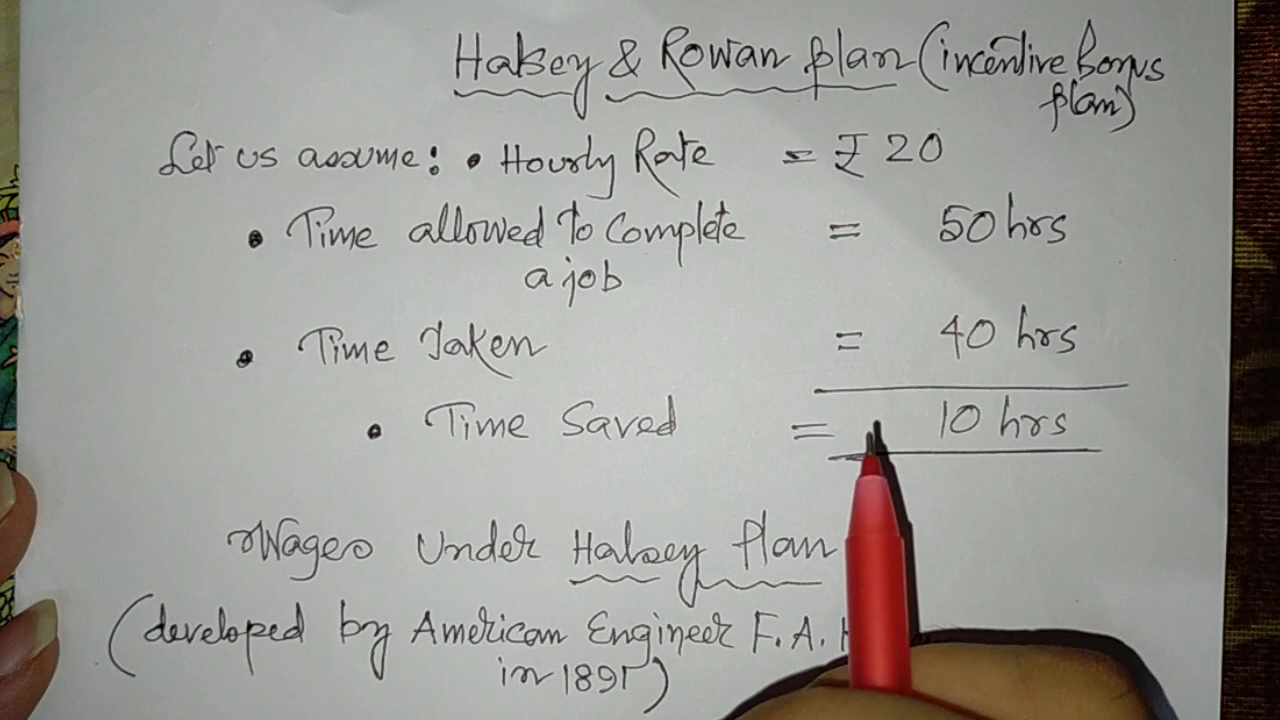 Halsey & Rowan plan (incentive Bonus
plan)
Let us assume: • Hourly Rate = ₹ 20
• Time allowed to Complete = 50 hrs
a job
• Time Taken = 40 hrs
• Time Saved = 10 hrs
Wages Under Halsey Plan
(developed by American Engineer F.A.
in 1891)